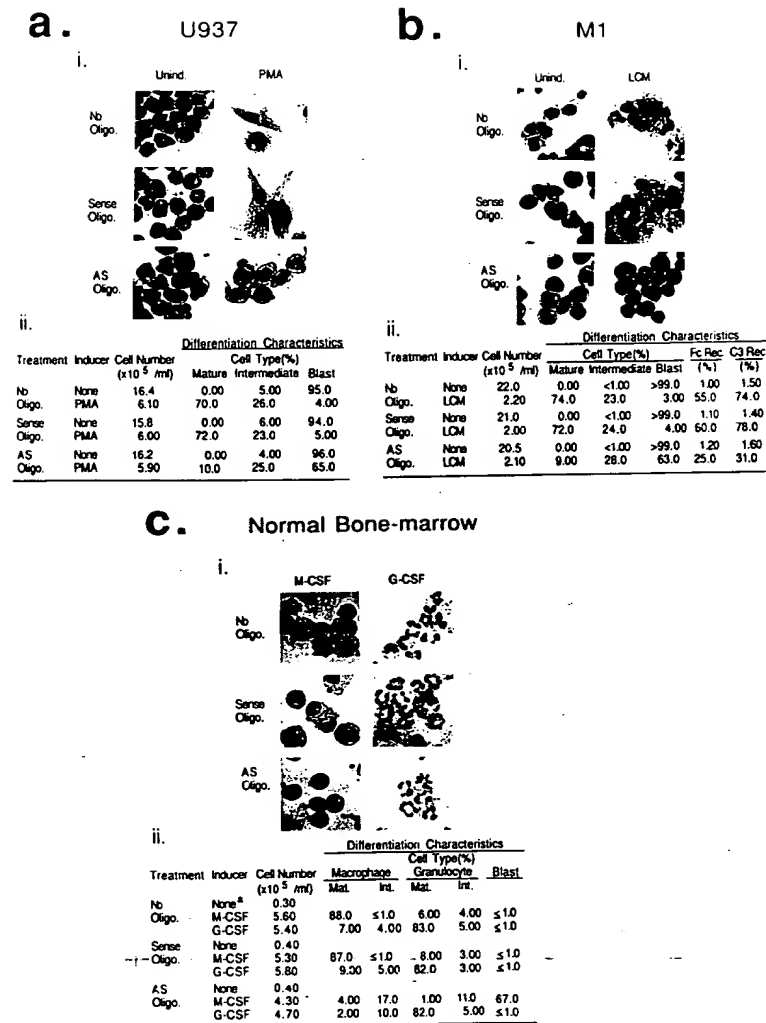 a. U937
i.
Unind. PMA
No Oligo.
Sense Oligo.
AS Oligo.
ii.
Differentiation Characteristics
Treatment Inducer Cell Number Cell Type(%)
(x10 5 /ml) Mature Intermediate Blast
No None 16.4 0.00 5.00 95.0
Oligo. PMA 6.10 70.0 26.0 4.00
Sense None 15.8 0.00 6.00 94.0
Oligo. PMA 6.00 72.0 23.0 5.00
AS None 16.2 0.00 4.00 96.0
Oligo. PMA 5.90 10.0 25.0 65.0
b. M1
i.
Unind. LCM
No Oligo.
Sense Oligo.
AS Oligo.
ii.
Differentiation Characteristics
Treatment Inducer Cell Number Cell Type(%) Fc Rec C3 Rec
(x10 5 /ml) Mature Intermediate Blast (%) (%)
No None 22.0 0.00 <1.00 >99.0 1.00 1.50
Oligo. LCM 2.20 74.0 23.0 3.00 55.0 74.0
Sense None 21.0 0.00 <1.00 >99.0 1.10 1.40
Oligo. LCM 2.00 72.0 24.0 4.00 60.0 78.0
AS None 20.5 0.00 <1.00 >99.0 1.20 1.60
Oligo. LCM 2.10 9.00 28.0 63.0 25.0 31.0
c. Normal Bone-marrow
i.
M-CSF G-CSF
No Oligo.
Sense Oligo.
AS Oligo.
ii.
Differentiation Characteristics
Cell Type(%)
Treatment Inducer Cell Number Macrophage Granulocyte Blast
(x10 5 /ml) Mat. Int. Mat. Int.
No None a 0.30
Oligo. M-CSF 5.60 88.0 ≤1.0 6.00 4.00 ≤1.0
G-CSF 5.40 7.00 4.00 83.0 5.00 ≤1.0
Sense None 0.40
Oligo. M-CSF 5.30 87.0 ≤1.0 8.00 3.00 ≤1.0
G-CSF 5.80 9.00 5.00 82.0 3.00 ≤1.0
AS None 0.40
Oligo. M-CSF 4.30 4.00 17.0 1.00 11.0 67.0
G-CSF 4.70 2.00 10.0 82.0 5.00 ≤1.0